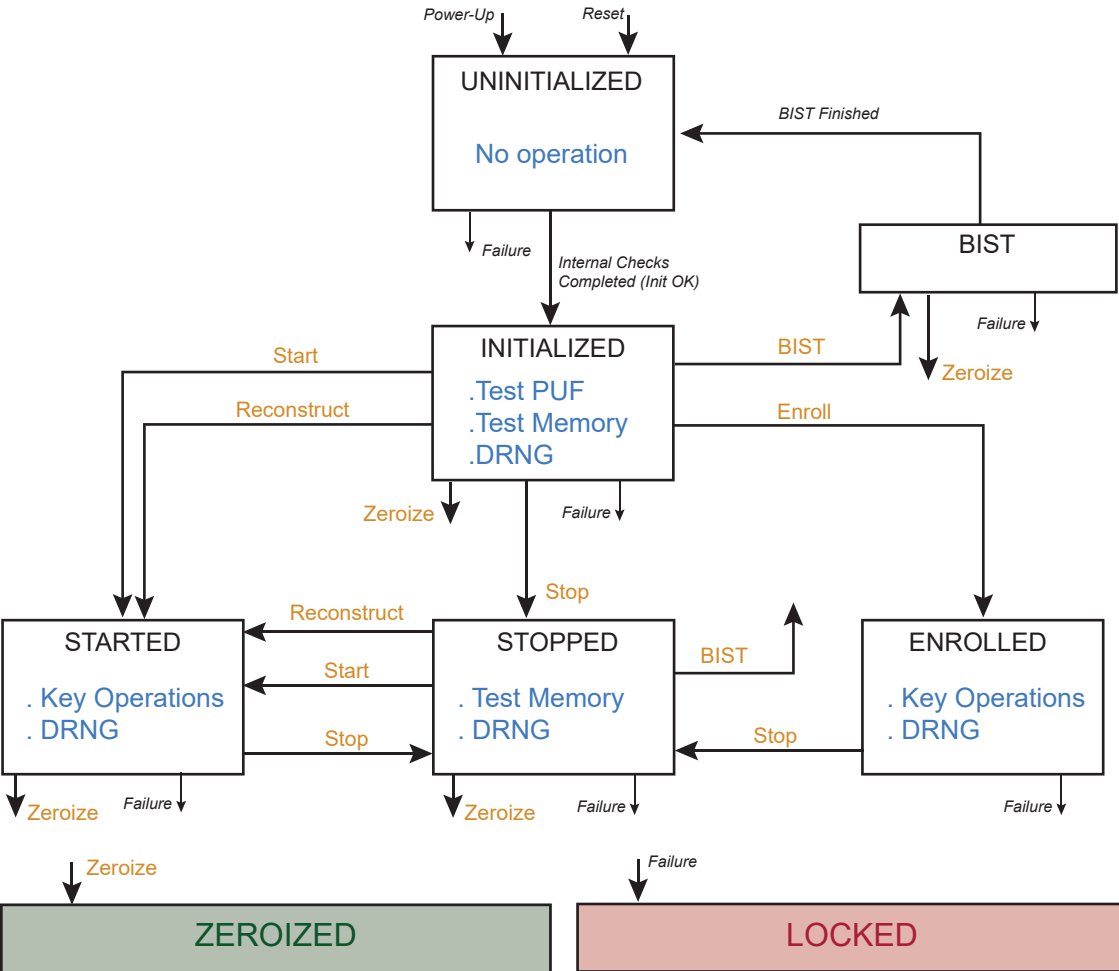 Power-Up
Reset
UNINITIALIZED
No operation
BIST Finished
BIST
Failure
Internal Checks
Completed (Init OK)
Failure
Zeroize
INITIALIZED
.Test PUF
.Test Memory
.DRNG
Start
Reconstruct
BIST
Enroll
Zeroize
Failure
Stop
STARTED
. Key Operations
. DRNG
Reconstruct
Start
Stop
STOPPED
. Test Memory
. DRNG
BIST
Stop
ENROLLED
. Key Operations
. DRNG
Zeroize
Failure
Zeroize
Failure
Failure
Zeroize
Failure
ZEROIZED
LOCKED